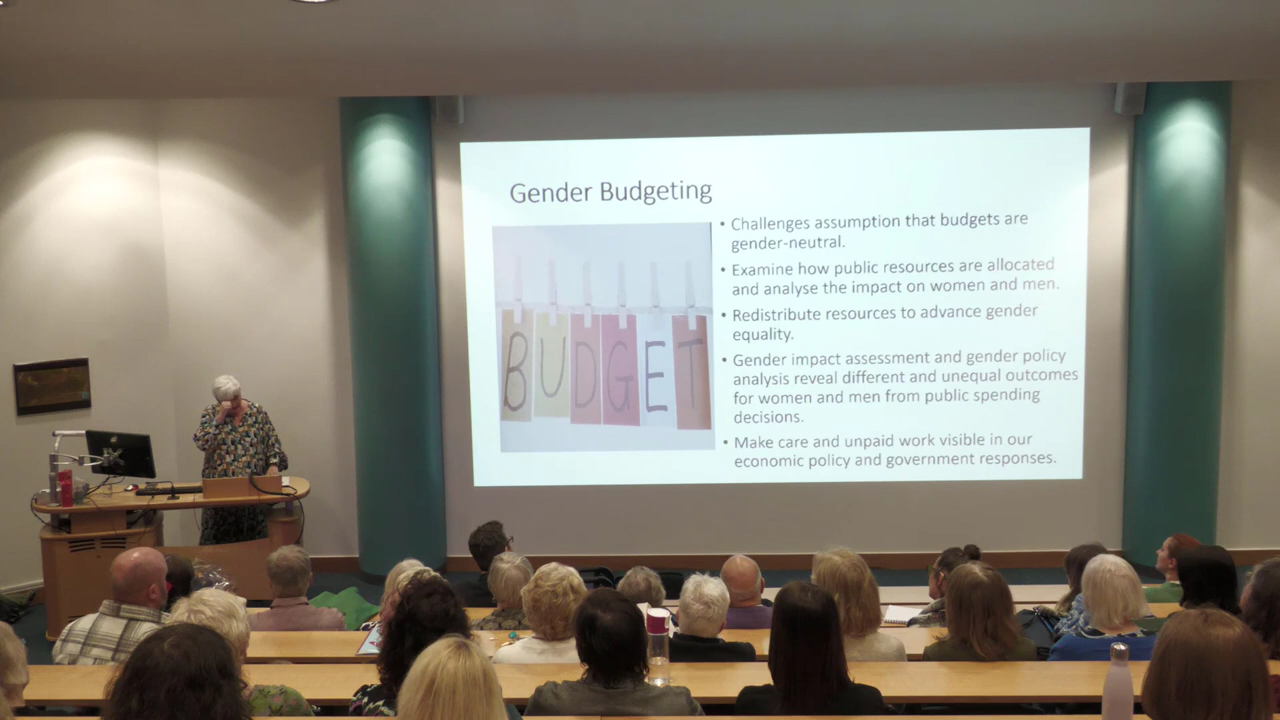 Gender Budgeting
BUDGET
• Challenges assumption that budgets are
gender-neutral.
• Examine how public resources are allocated
and analyse the impact on women and men.
• Redistribute resources to advance gender
equality.
• Gender impact assessment and gender policy
analysis reveal different and unequal outcomes
for women and men from public spending
decisions.
• Make care and unpaid work visible in our
economic policy and government responses.